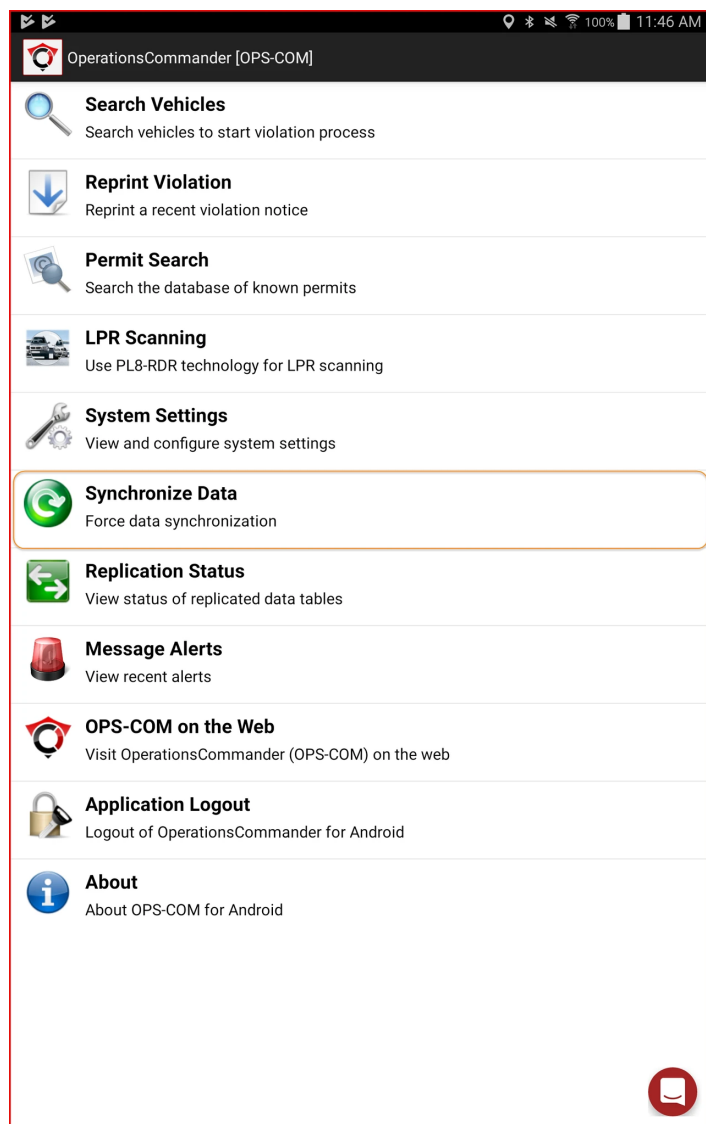 100% 11:46 AM
OperationsCommander [OPS-COM]
Search Vehicles
Search vehicles to start violation process
Reprint Violation
Reprint a recent violation notice
Permit Search
Search the database of known permits
LPR Scanning
Use PL8-RDR technology for LPR scanning
System Settings
View and configure system settings
Synchronize Data
Force data synchronization
Replication Status
View status of replicated data tables
Message Alerts
View recent alerts
OPS-COM on the Web
Visit OperationsCommander (OPS-COM) on the web
Application Logout
Logout of OperationsCommander for Android
About
About OPS-COM for Android